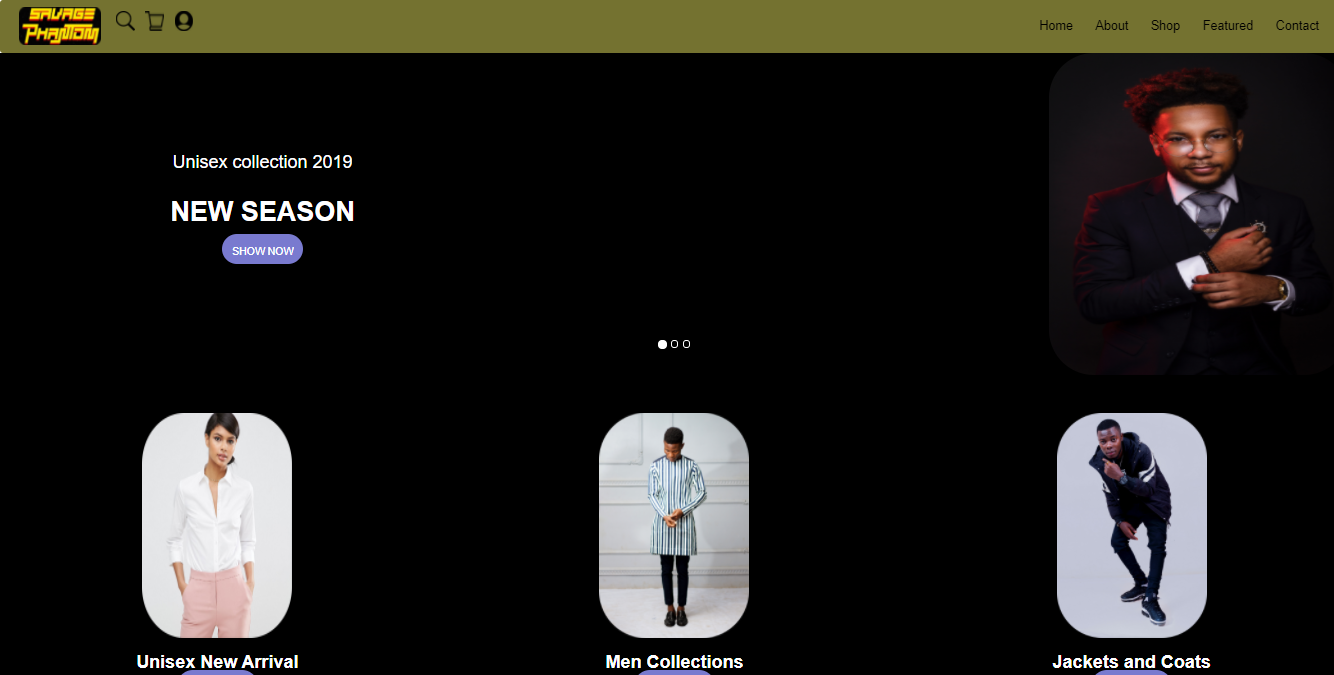 SAVAGE
PHANTOM
Home About Shop Featured Contact
Unisex collection 2019
NEW SEASON
SHOW NOW
Unisex New Arrival
Men Collections
Jackets and Coats